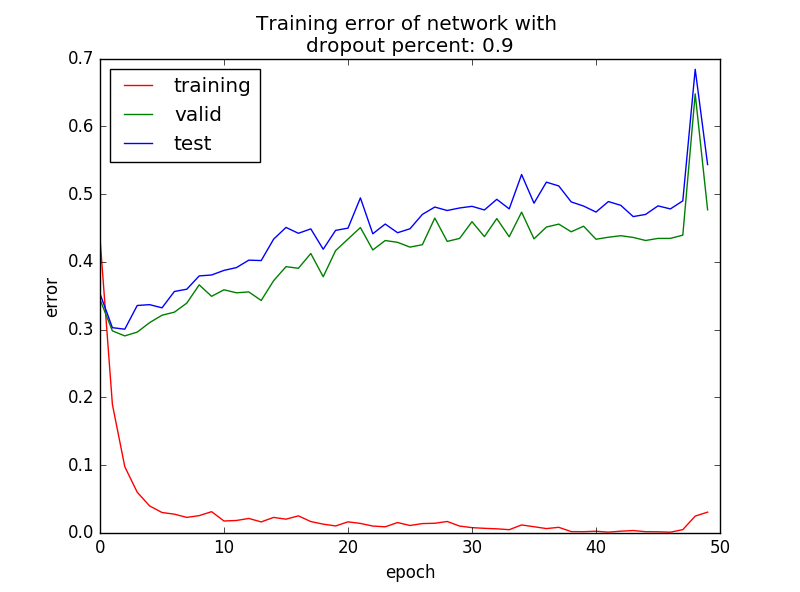 Training error of network with
dropout percent: 0.9
training
valid
test
0.7
0.6
0.5
0.4
0.3
0.2
0.1
0.0
error
0 10 20 30 40 50
epoch